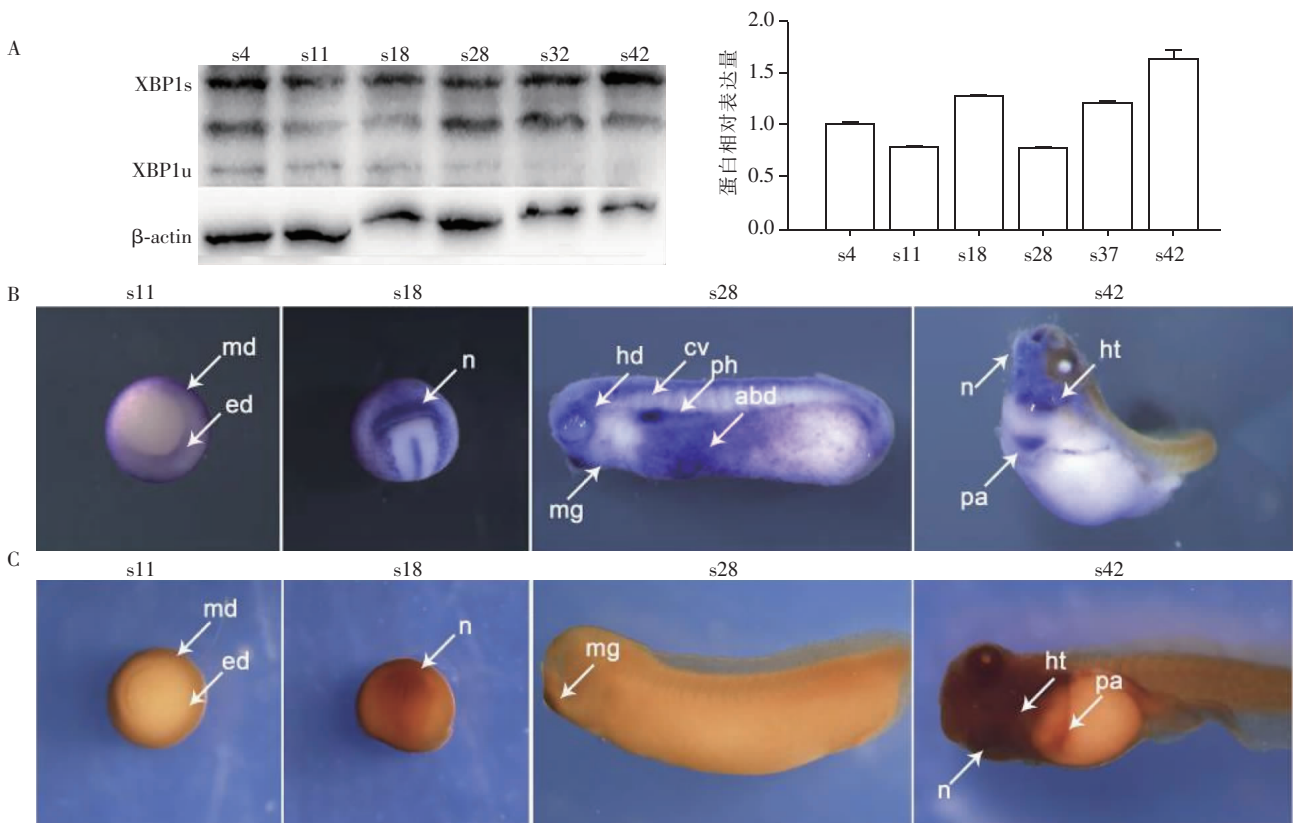 A
s4 s11 s18 s28 s32 s42
XBP1s
XBP1u
β-actin
蛋白相对表达量
2.0
1.5
1.0
0.5
0.0
s4 s11 s18 s28 s37 s42
B
s11 s18 s28 s42
md
ed
n
hd
cv
ph
abd
mg
n
ht
pa
C
s11 s18 s28 s42
md
ed
n
mg
ht
pa
n